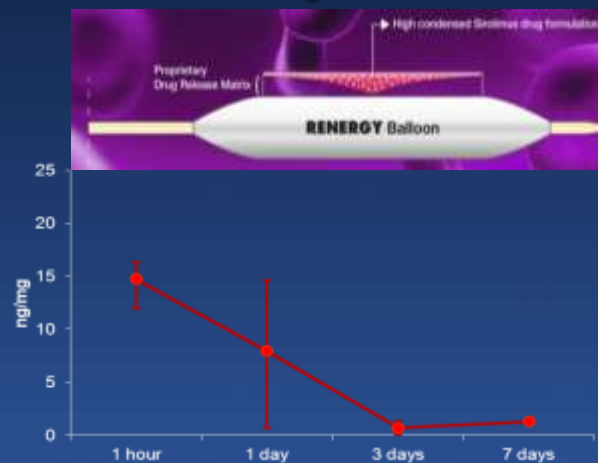 High condensed Sirolimus drug formulation
Proprietary
Drug Release Matrix
RENERGY Balloon
25
20
15
10
5
0
ng/mg
1 hour 1 day 3 days 7 days